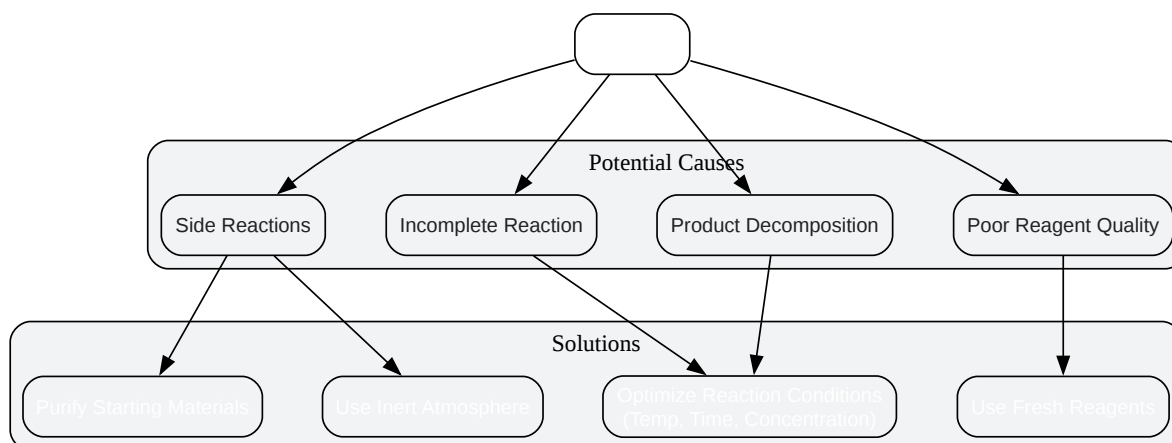 Potential Causes
Side Reactions
Incomplete Reaction
Product Decomposition
Poor Reagent Quality
Solutions
Purify Starting Materials
Use Inert Atmosphere
Optimize Reaction Conditions
(Temp, Time, Concentration)
Use Fresh Reagents